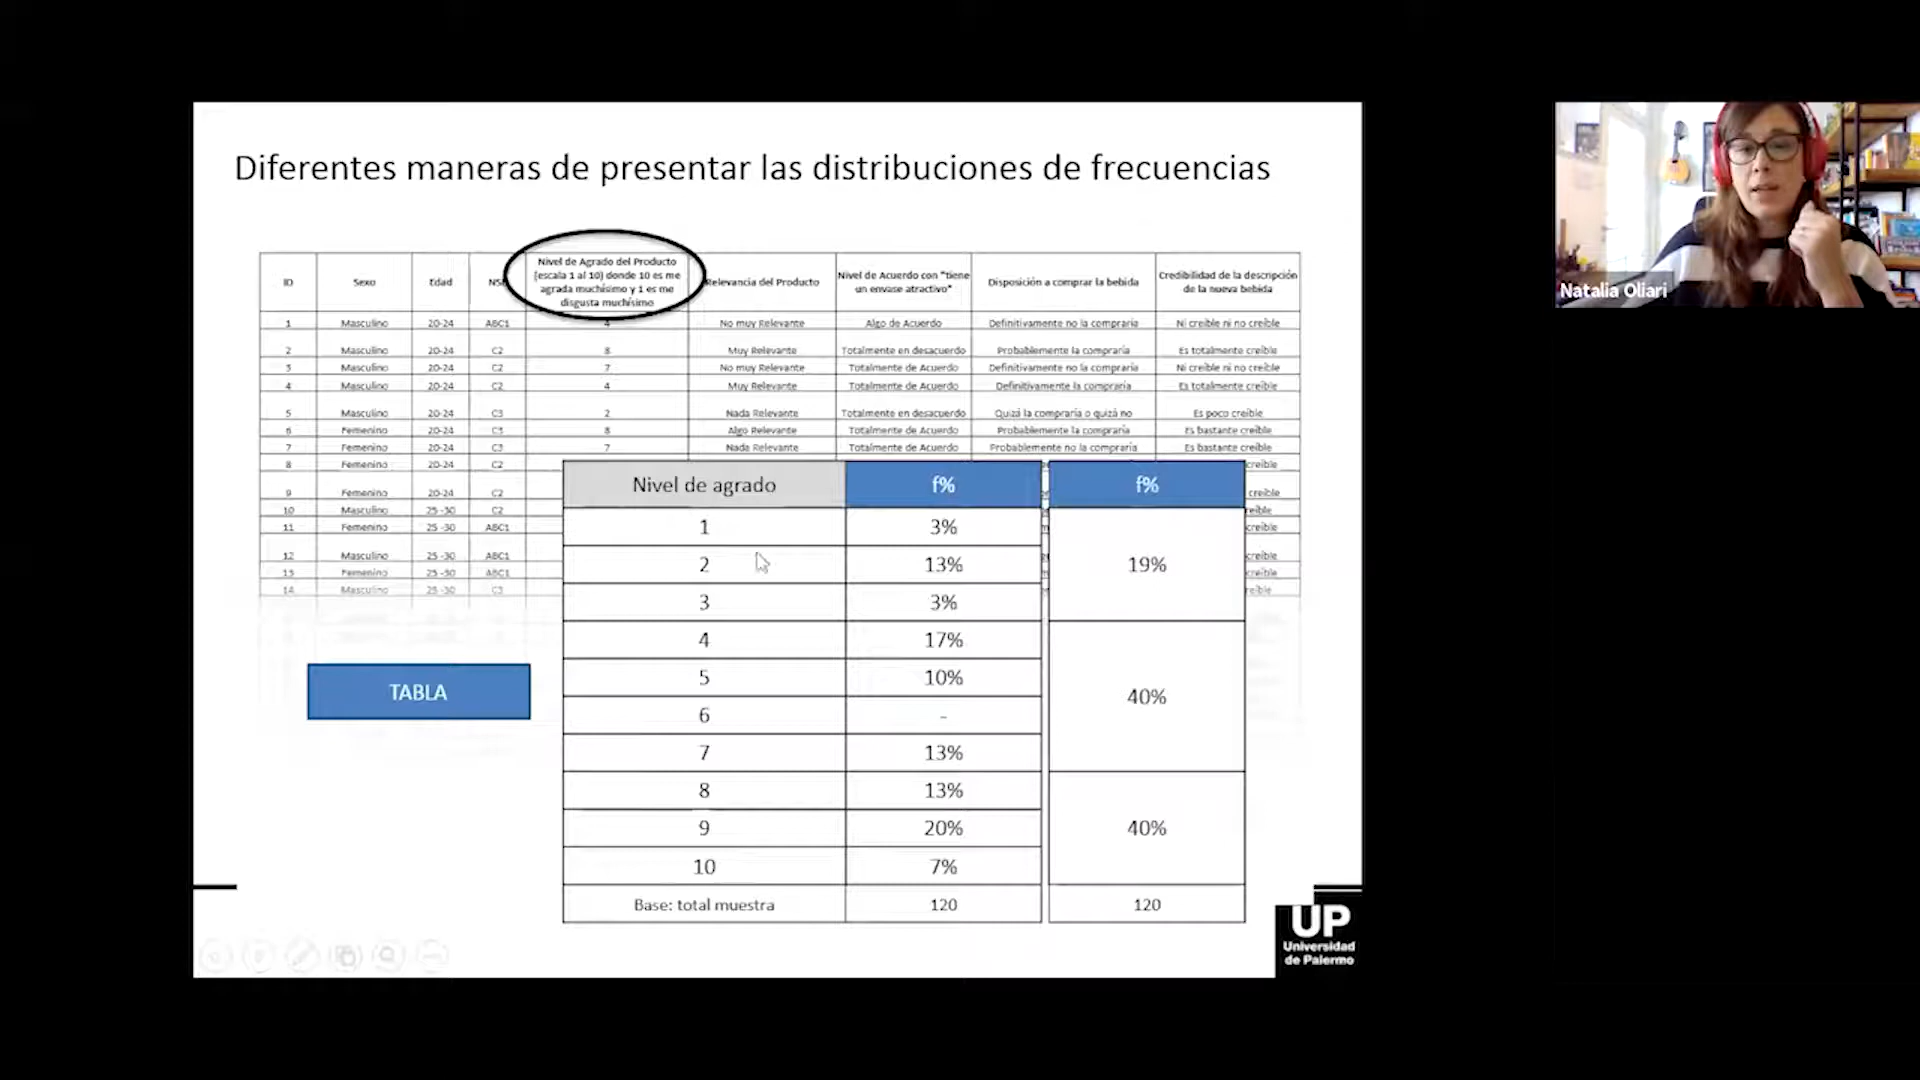 Diferentes maneras de presentar las distribuciones de frecuencias
ID Sexo Edad Nivel de Agrado del Producto (escala 1 al 10) donde 10 es me agrada muchísimo y 1 es me disgusta muchísimo Relevancia del Producto Nivel de Acuerdo con "tiene un envase atractivo" Disposición a comprar la bebida Credibilidad de la descripción de la nueva bebida
1 Masculino 20-24 ABC1 4 No muy Relevante Algo de Acuerdo Definitivamente no la compraría Ni creíble ni no creíble
2 Masculino 20-24 C2 8 Muy Relevante Totalmente en desacuerdo Probablemente la compraría Es totalmente creíble
3 Masculino 20-24 C2 7 No muy Relevante Totalmente de Acuerdo Definitivamente no la compraría Ni creíble ni no creíble
4 Masculino 20-24 C2 4 Muy Relevante Totalmente de Acuerdo Definitivamente la compraría Es totalmente creíble
5 Masculino 20-24 C3 2 Nada Relevante Totalmente en desacuerdo Quizá la compraría o quizá no Es poco creíble
6 Femenino 20-24 C3 8 Algo Relevante Totalmente de Acuerdo Probablemente la compraría Es bastante creíble
7 Femenino 20-24 C3 7 Nada Relevante Totalmente de Acuerdo Probablemente no la compraría Es bastante creíble
8 Femenino 20-24 C2 creíble
9 Femenino 20-24 C2 creíble
10 Masculino 25-30 C2 creíble
11 Femenino 25-30 ABC1 creíble
12 Masculino 25-30 ABC1 creíble
13 Femenino 25-30 ABC1 creíble
14 Masculino 25-30 C3
Nivel de agrado f% f%
1 3%
2 13% 19%
3 3%
4 17%
5 10% 40%
6 -
7 13%
8 13%
9 20% 40%
10 7%
Base: total muestra 120 120
TABLA
UP
Universidad
de Palermo
Natalia Oliari